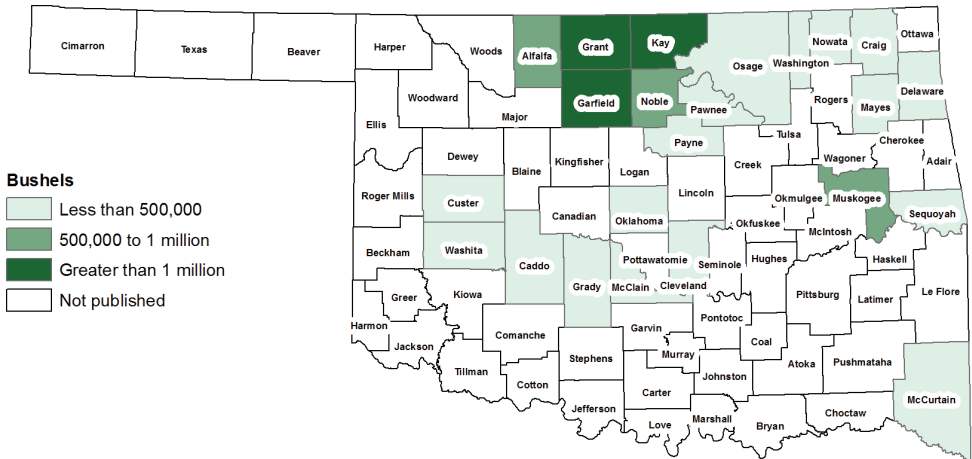 Cimarron
Texas
Beaver
Harper
Woods
Alfalfa
Grant
Kay
Osage
Washington
Nowata
Craig
Ottawa
Woodward
Major
Garfield
Noble
Pawnee
Rogers
Mayes
Delaware
Ellis
Dewey
Blaine
Kingfisher
Logan
Payne
Creek
Tulsa
Wagoner
Cherokee
Adair
Bushels
Less than 500,000
500,000 to 1 million
Greater than 1 million
Not published
Roger Mills
Custer
Canadian
Oklahoma
Lincoln
Okmulgee
Muskogee
Sequoyah
Okfuskee
McIntosh
Beckham
Washita
Caddo
Grady
McClain
Pottawatomie
Cleveland
Seminole
Hughes
Haskell
Pittsburg
Latimer
Le Flore
Greer
Kiowa
Harmon
Jackson
Comanche
Garvin
Pontotoc
Coal
Tillman
Cotton
Stephens
Murray
Johnston
Atoka
Pushmataha
Jefferson
Carter
Love
Marshall
Bryan
Choctaw
McCurtain